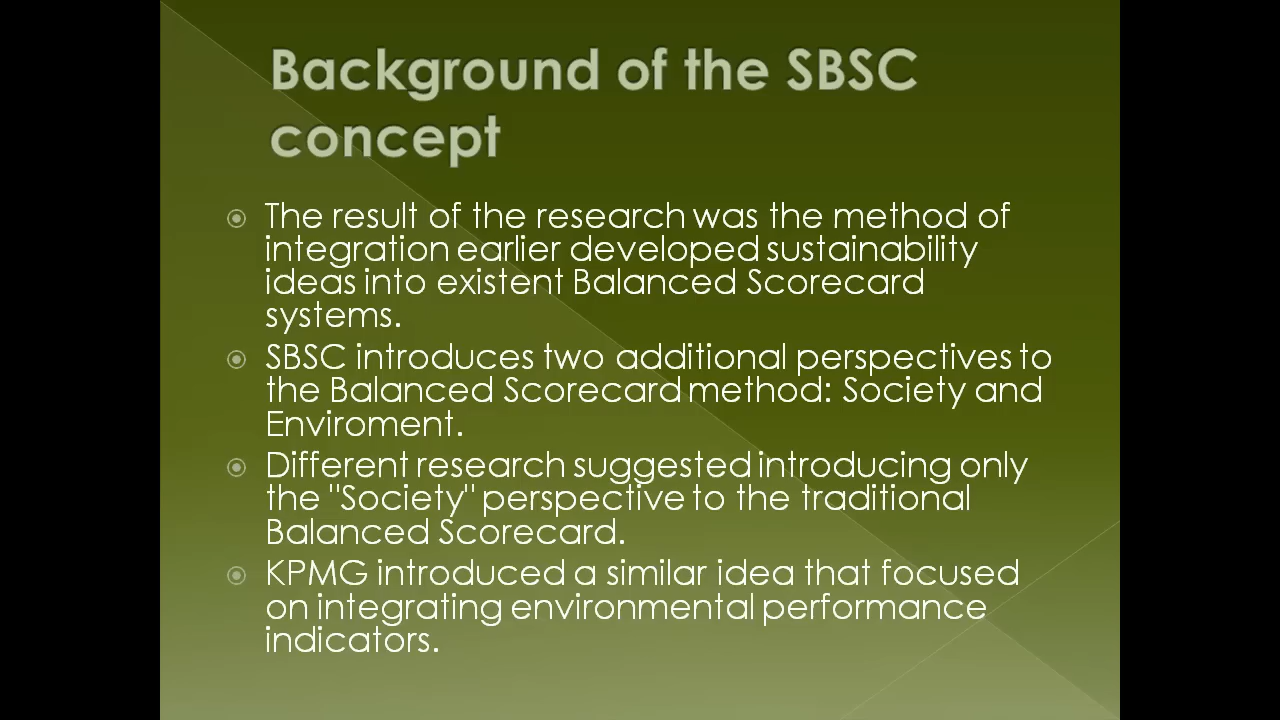 Background of the SBSC
concept
The result of the research was the method of
integration earlier developed sustainability
ideas into existent Balanced Scorecard
systems.
SBSC introduces two additional perspectives to
the Balanced Scorecard method: Society and
Enviroment.
Different research suggested introducing only
the "Society" perspective to the traditional
Balanced Scorecard.
KPMG introduced a similar idea that focused
on integrating environmental performance
indicators.